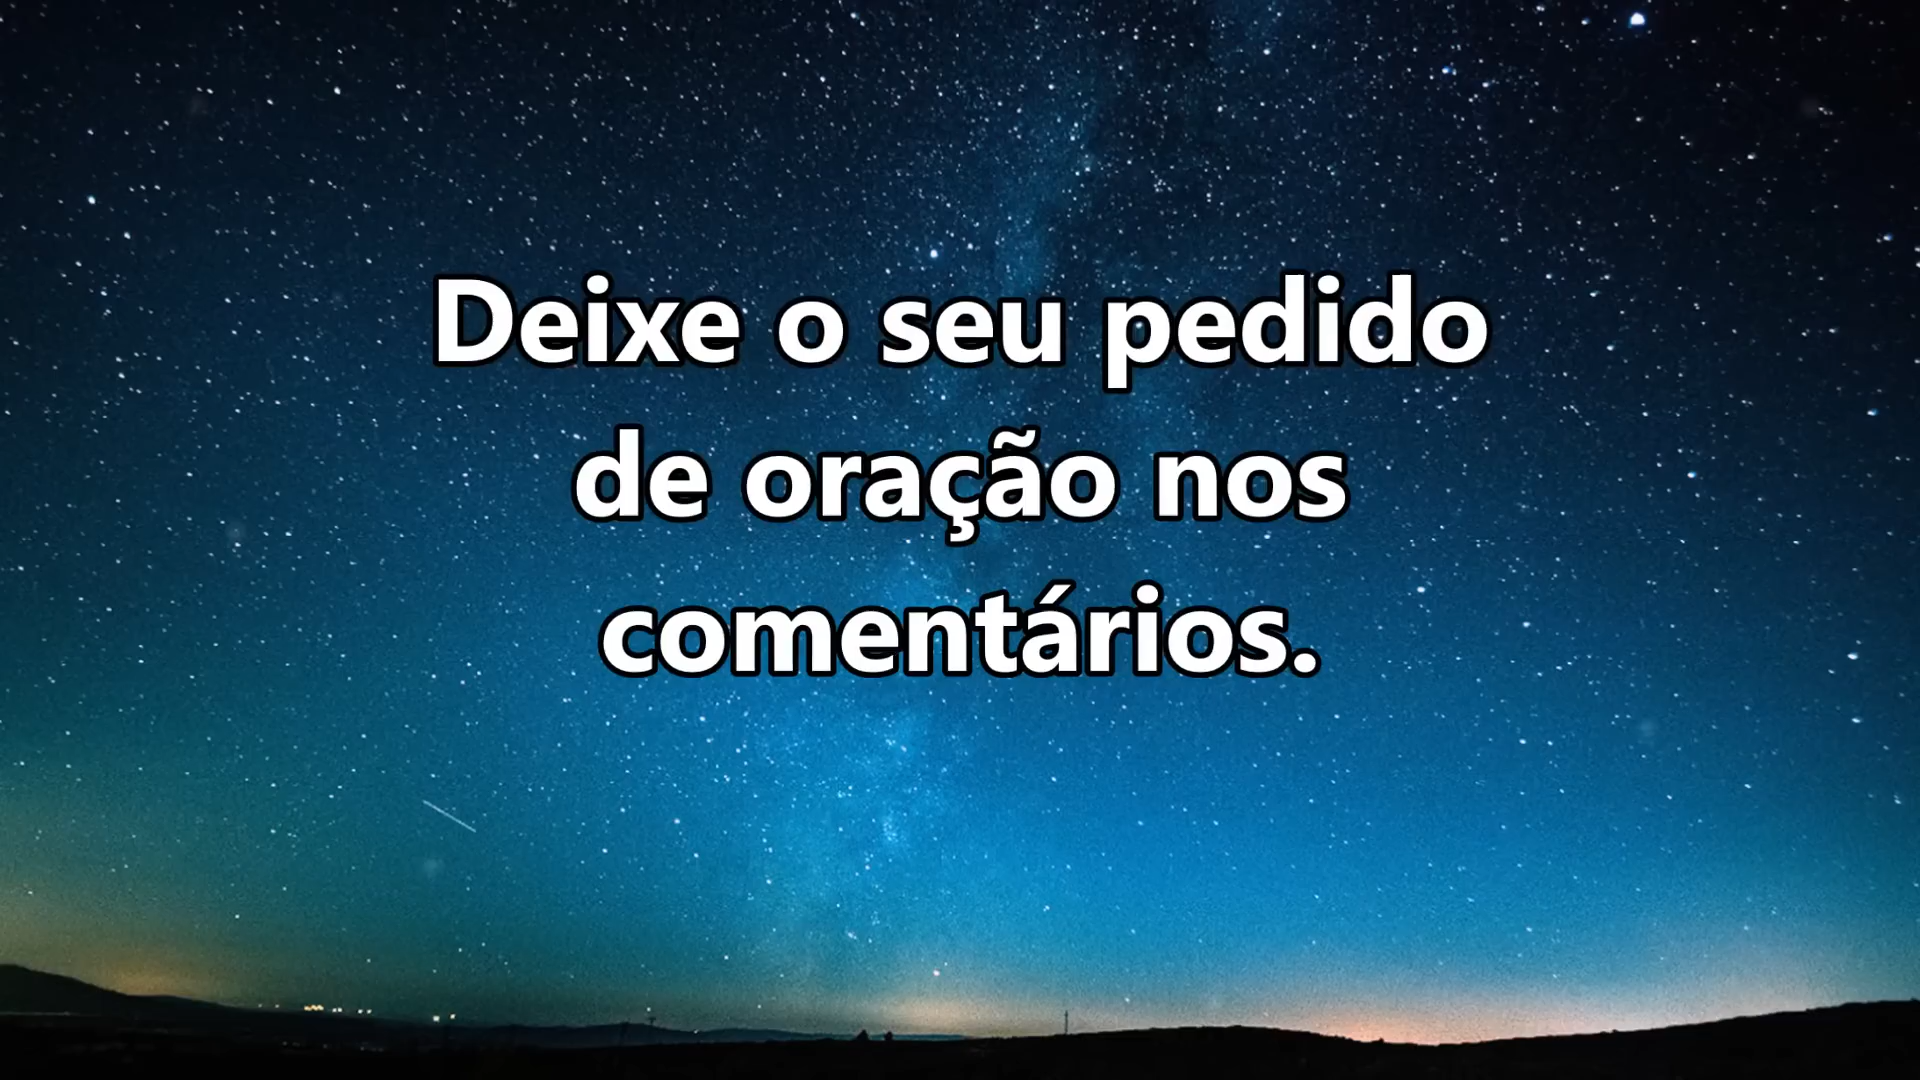 Deixe o seu pedido
de oração nos
comentários.